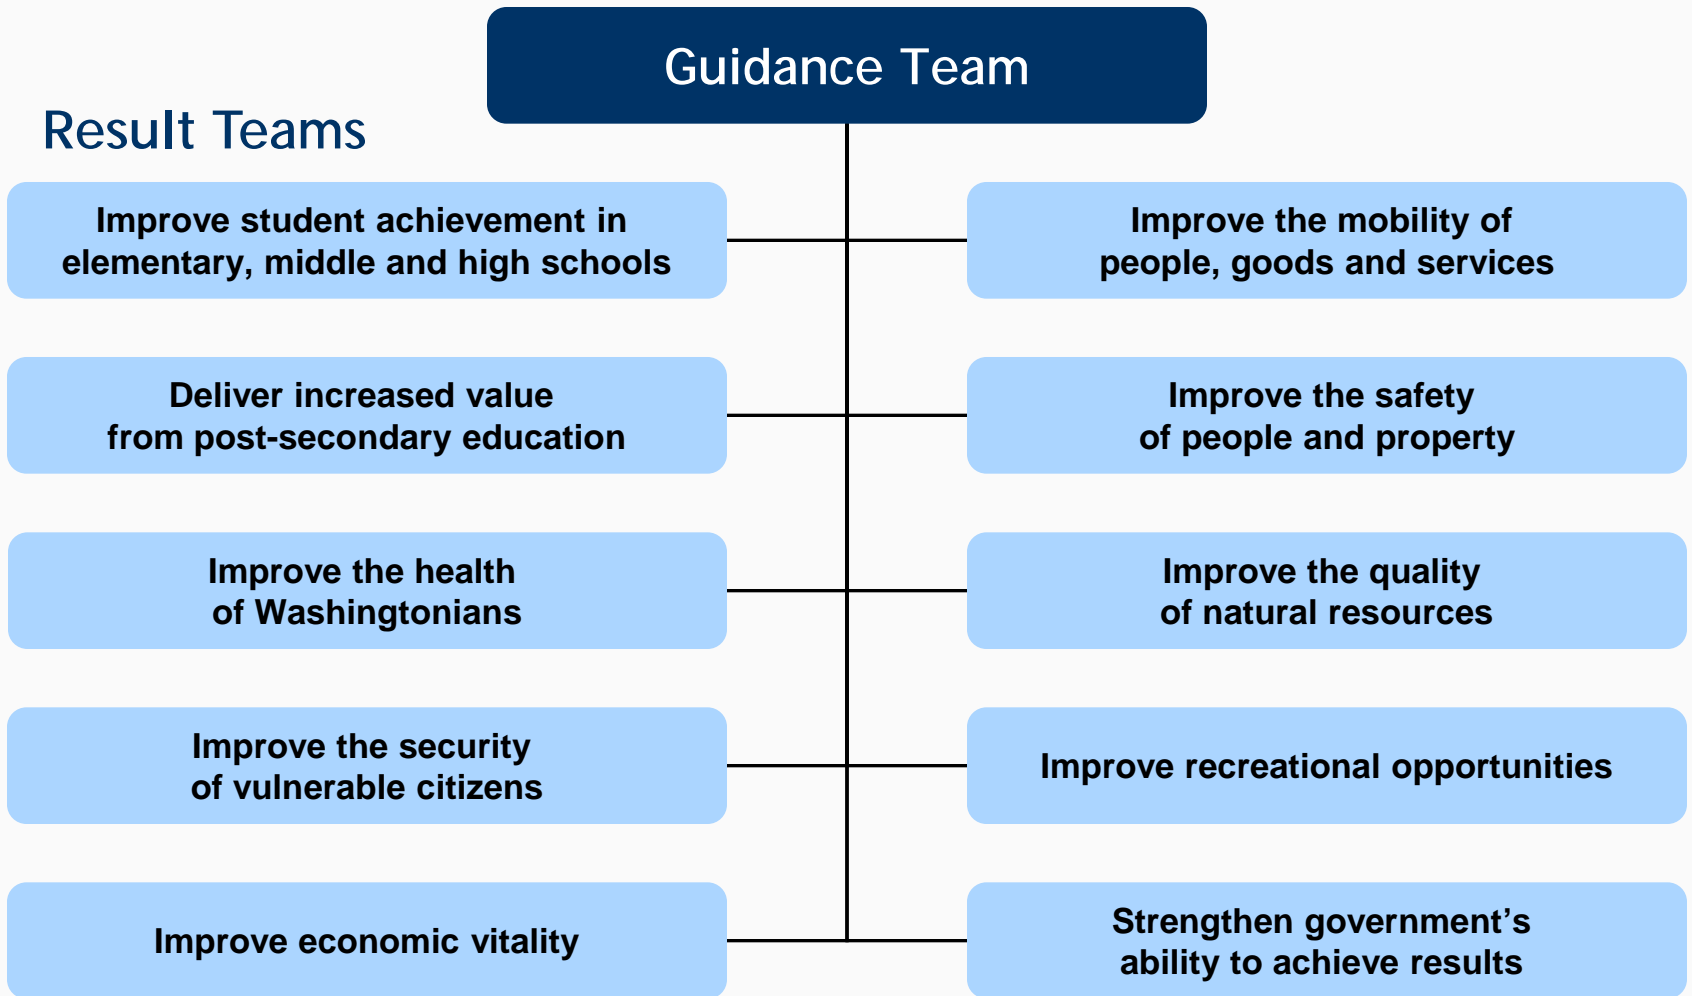 Guidance Team
Result Teams
Improve student achievement in
elementary, middle and high schools
Improve the mobility of
people, goods and services
Deliver increased value
from post-secondary education
Improve the safety
of people and property
Improve the health
of Washingtonians
Improve the quality
of natural resources
Improve the security
of vulnerable citizens
Improve recreational opportunities
Improve economic vitality
Strengthen government’s
ability to achieve results